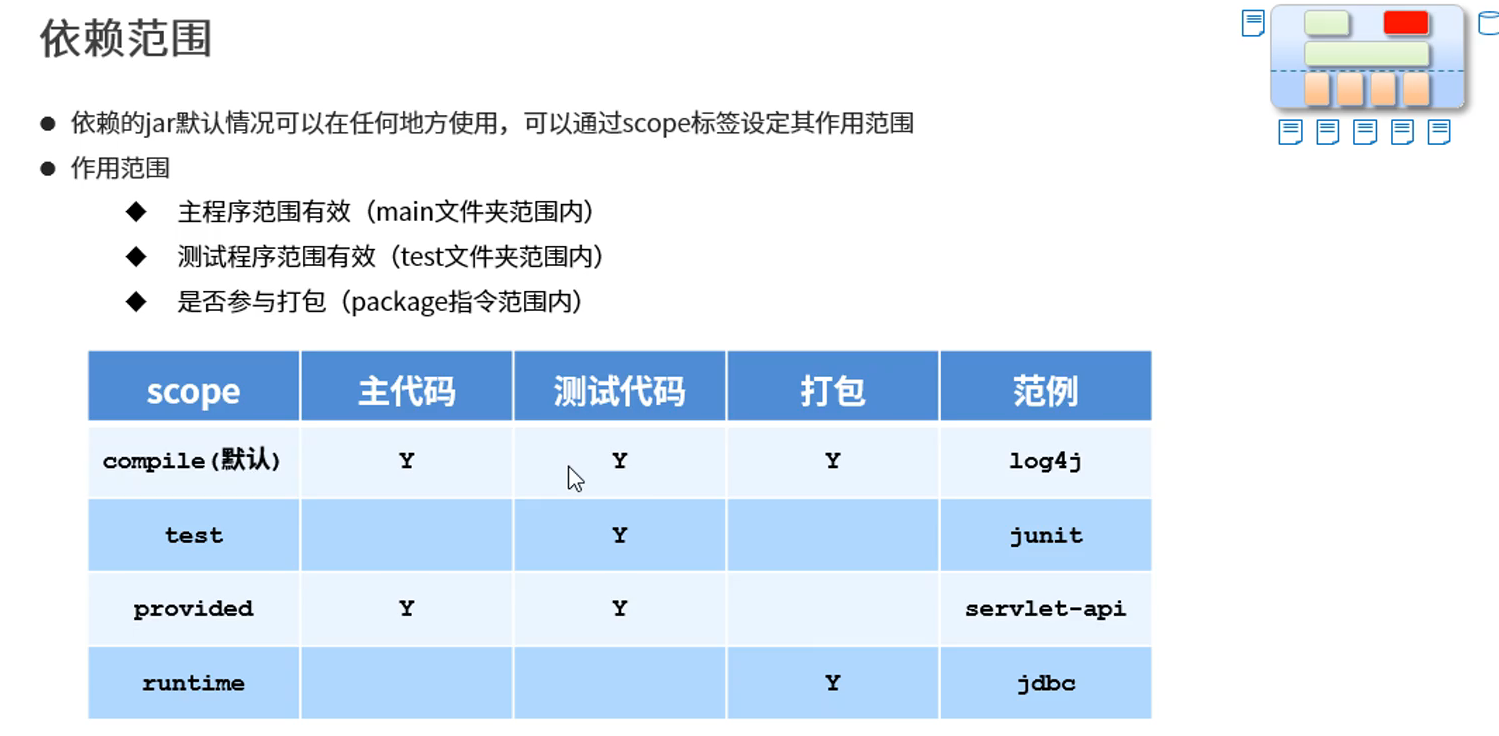 依赖范围
依赖的jar默认情况可以在任何地方使用，可以通过scope标签设定其作用范围
作用范围
主程序范围有效（main文件夹范围内）
测试程序范围有效（test文件夹范围内）
是否参与打包（package指令范围内）
scope 主代码 测试代码 打包 范例
compile(默认) Y Y Y log4j
test Y junit
provided Y Y servlet-api
runtime Y jdbc